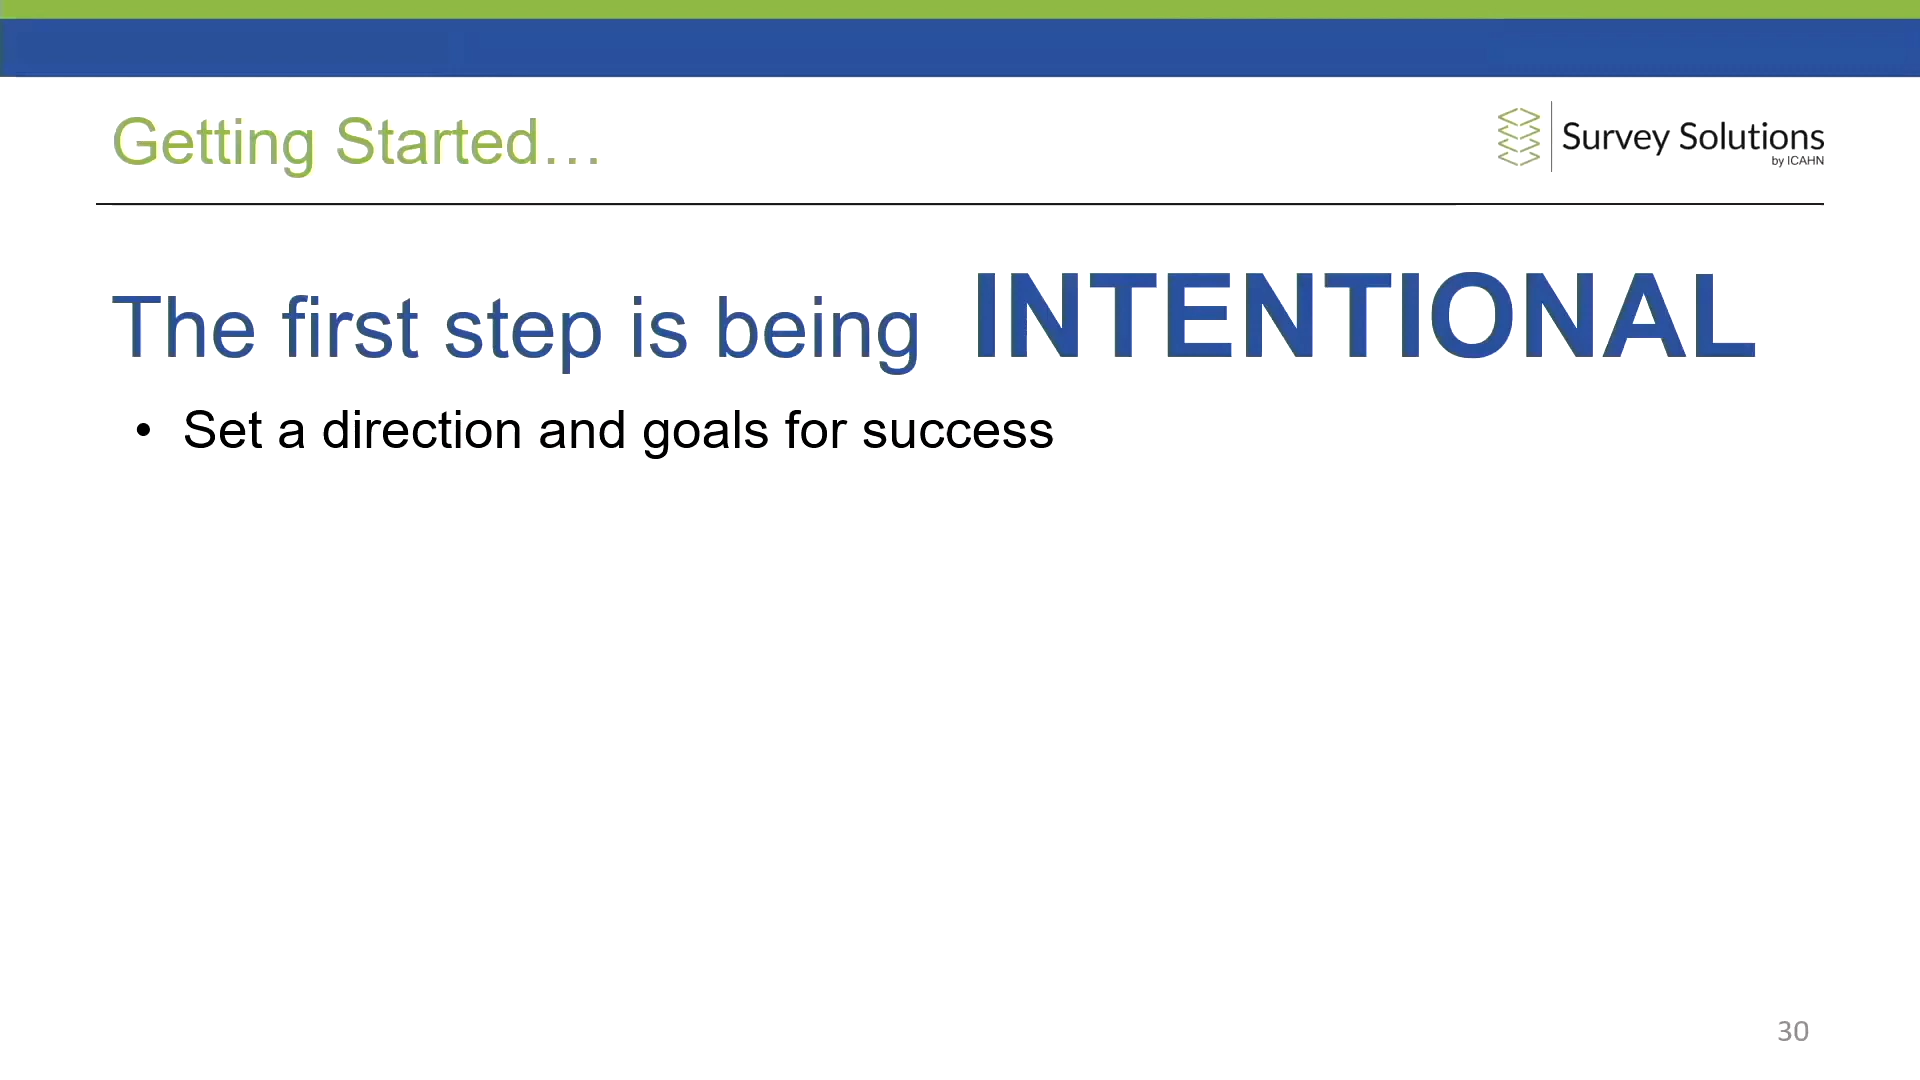 Getting Started…
Survey Solutions
by ICAHN
The first step is being INTENTIONAL
• Set a direction and goals for success
30